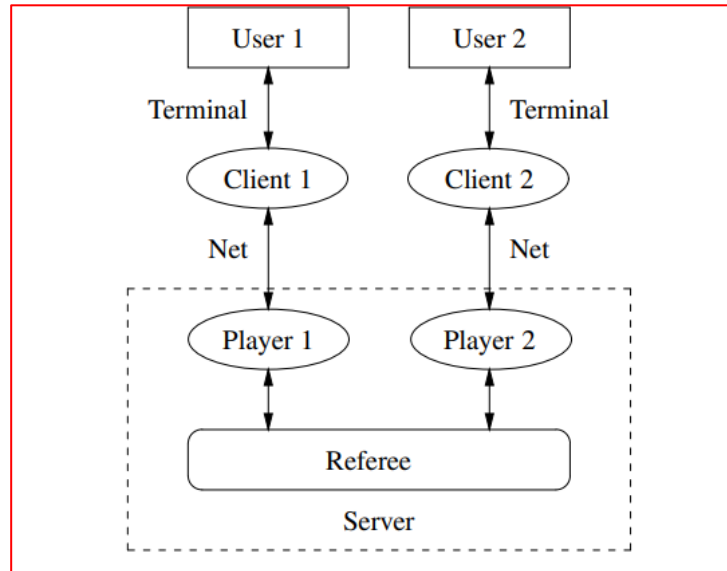 User 1 User 2
Terminal Terminal
Client 1 Client 2
Net Net
Player 1 Player 2
Referee
Server